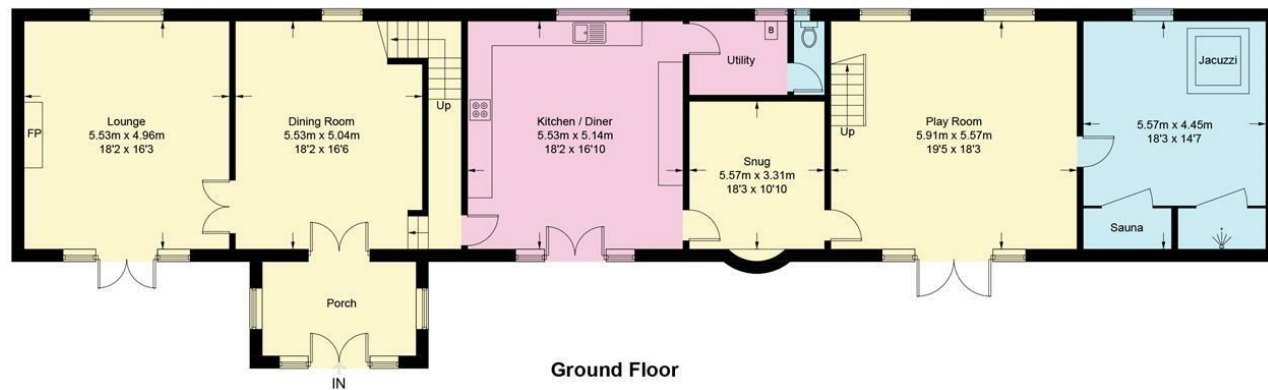 FP
Lounge
5.53m x 4.96m
18'2 x 16'3
Dining Room
5.53m x 5.04m
18'2 x 16'6
Up
Kitchen / Diner
5.53m x 5.14m
18'2 x 16'10
Utility
B
Snug
5.57m x 3.31m
18'3 x 10'10
Up
Play Room
5.91m x 5.57m
19'5 x 18'3
Jacuzzi
5.57m x 4.45m
18'3 x 14'7
Sauna
Porch
IN
Ground Floor